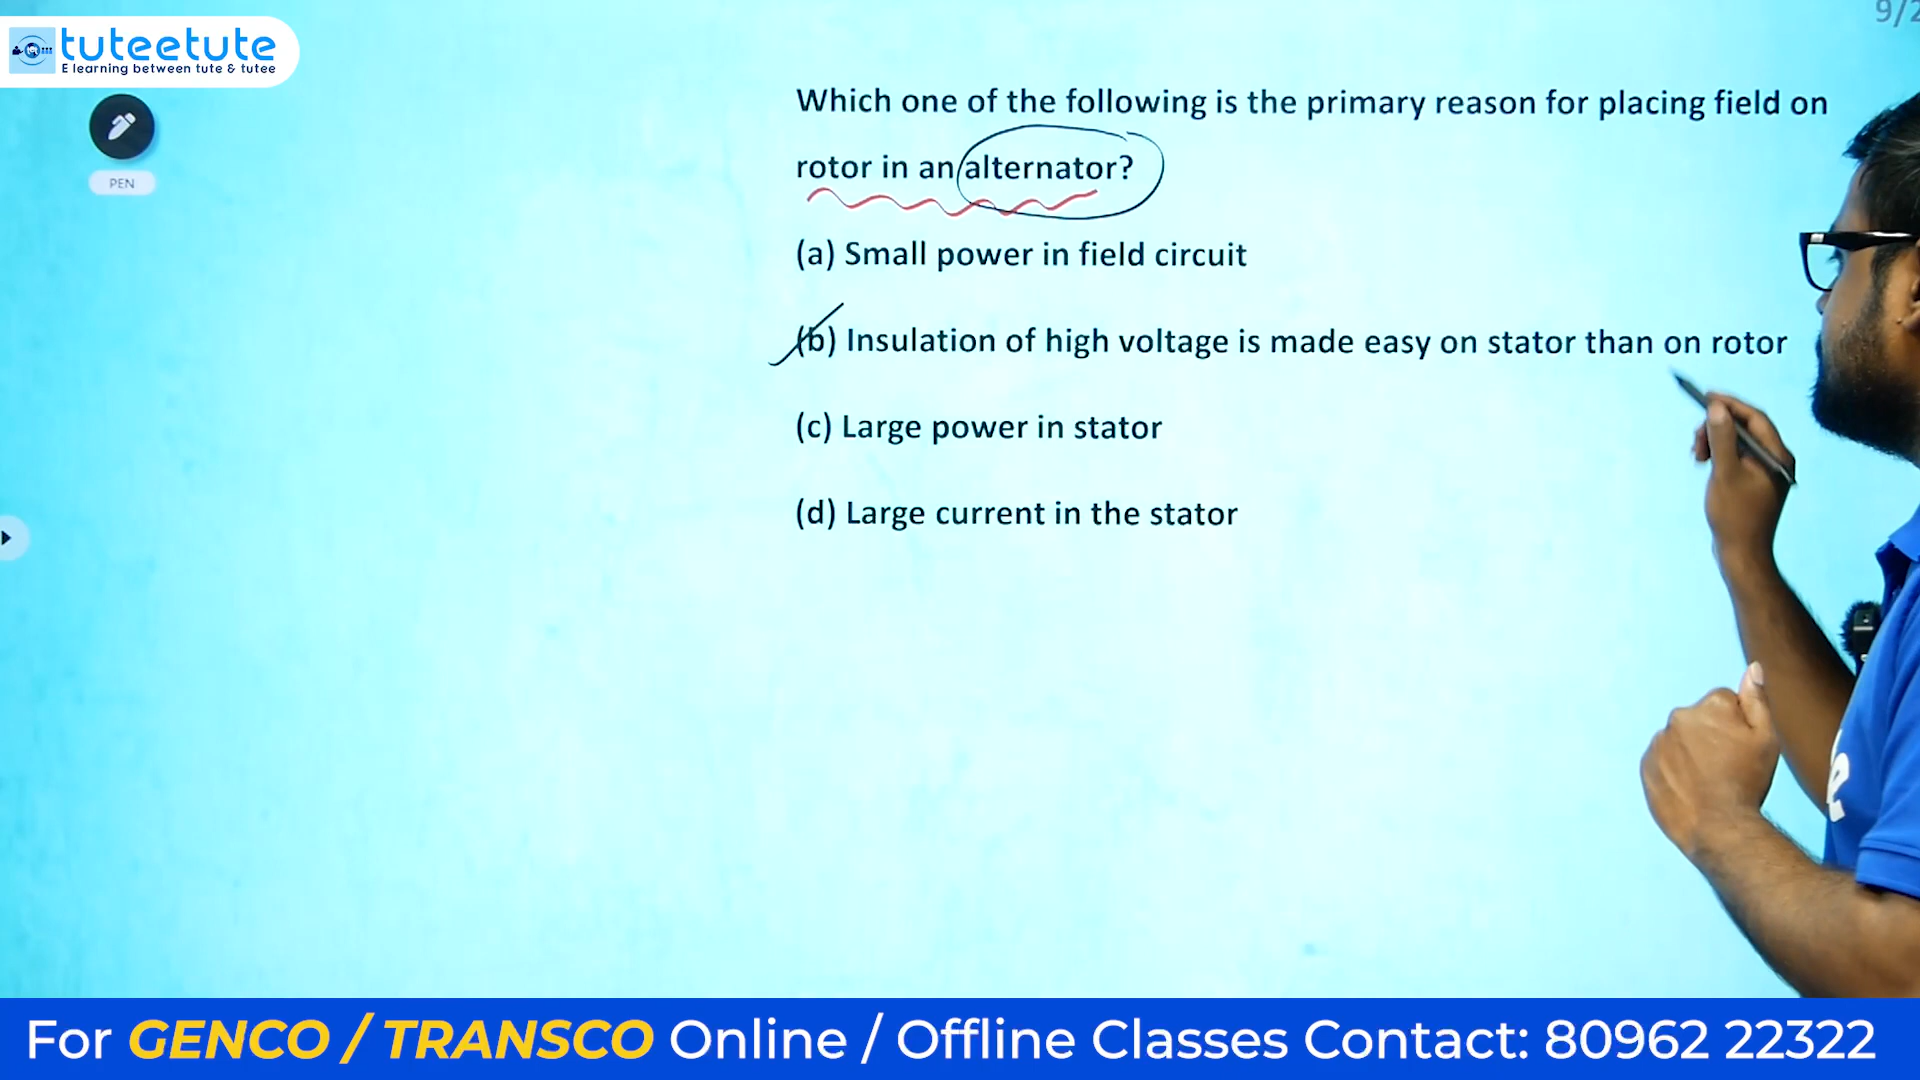 9/2
tuteetute
E learning between tute & tutee
PEN
Which one of the following is the primary reason for placing field on
rotor in an alternator?
(a) Small power in field circuit
(b) Insulation of high voltage is made easy on stator than on rotor
(c) Large power in stator
(d) Large current in the stator
For GENCO / TRANSCO Online / Offline Classes Contact: 80962 22322